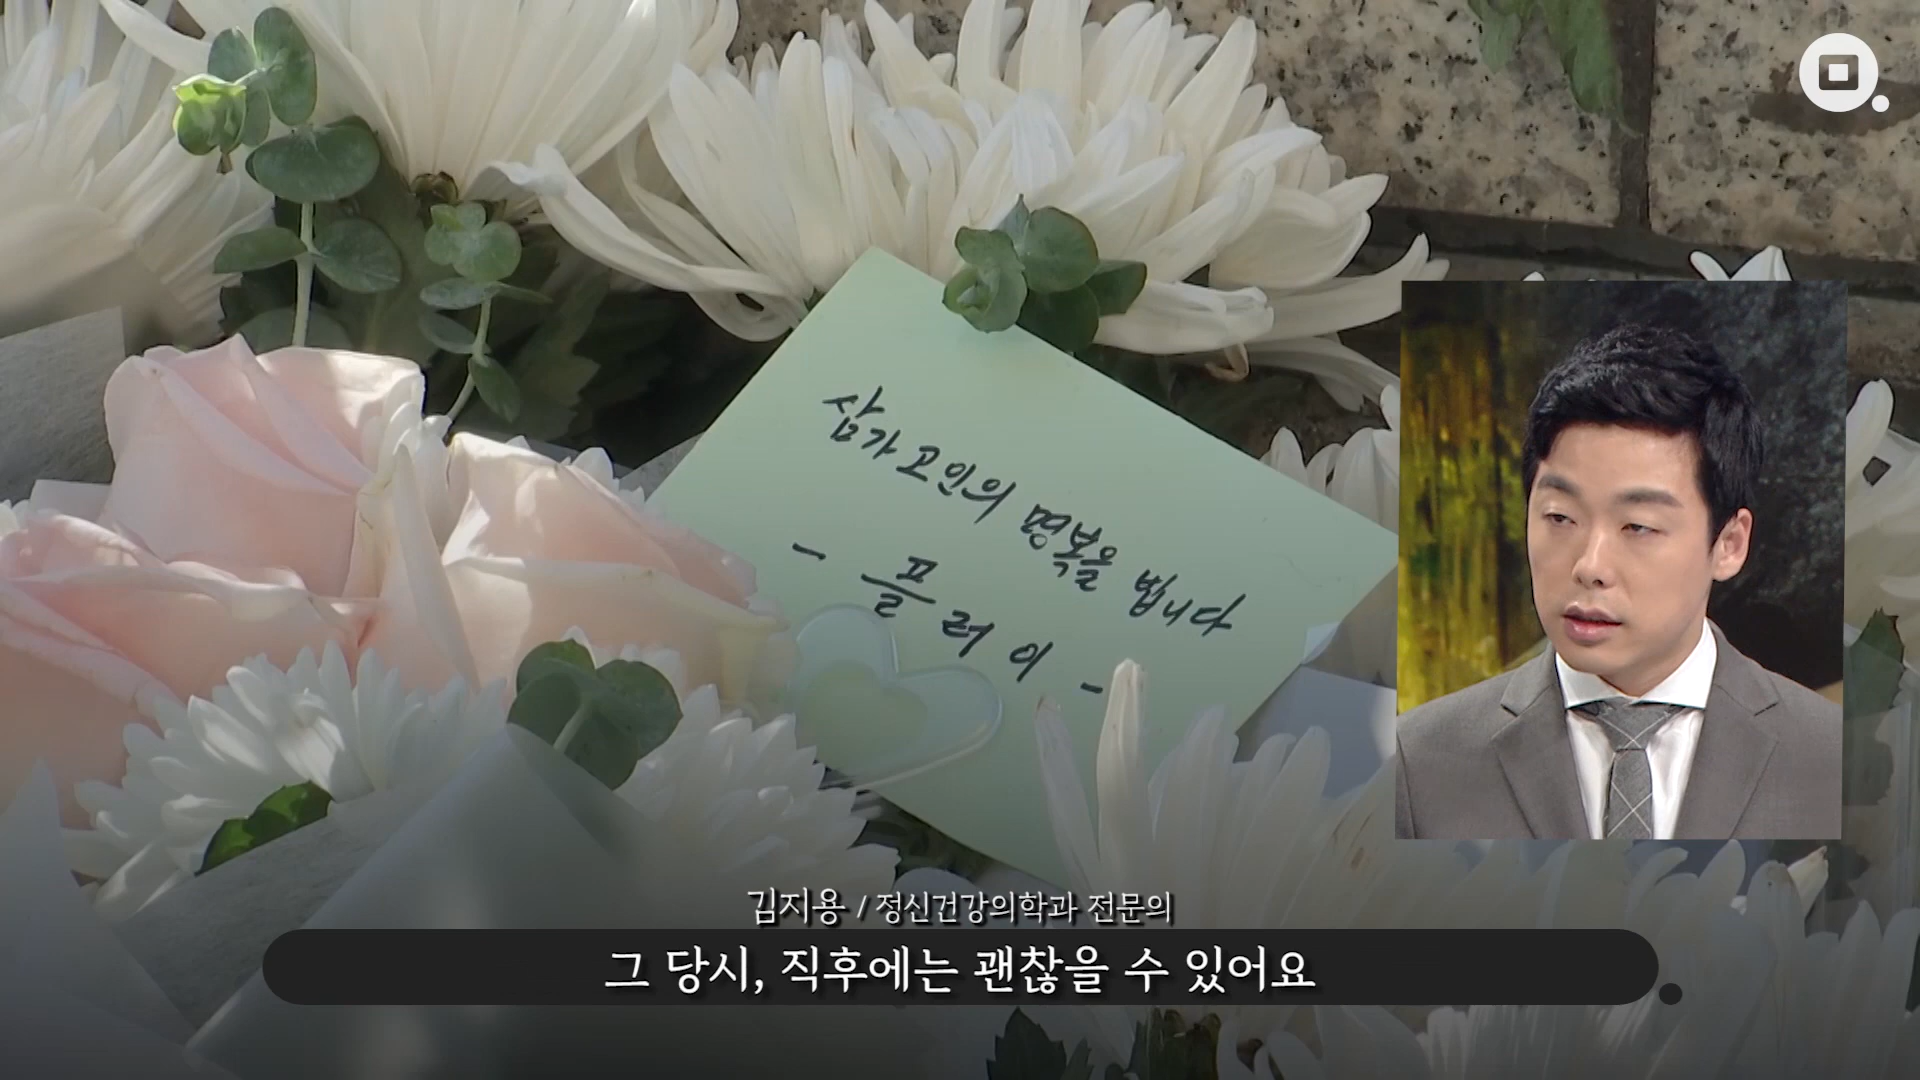 삼가 고인의 명복을 빕니다
- 플러이 -
김지용 / 정신건강의학과 전문의
그 당시, 직후에는 괜찮을 수 있어요